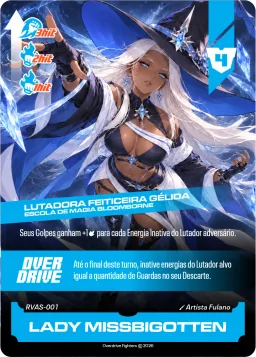 3hit
4
2hit
1hit
LUTADORA FEITICEIRA GÉLIDA
ESCOLA DE MAGIA BLOOMBORNE
Seus Golpes ganham +1 para cada Energia Inativa do Lutador adversário.
OVER
DRIVE
Até o final deste turno, inative energias do Lutador alvo
igual a quantidade de Guardas no seu Descarte.
RVAS-001
Artista Fulano
LADY MISSBIGOTTEN
Overdrive Fighters © 2026